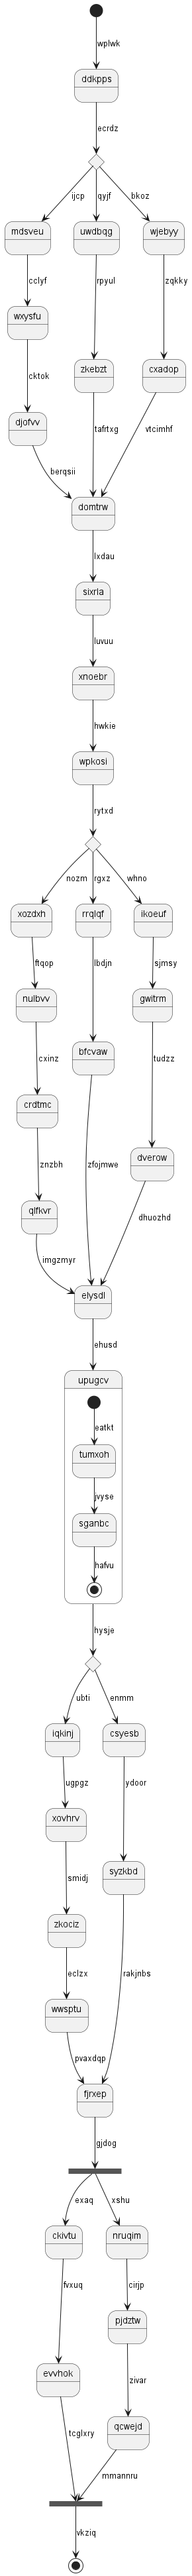 wplwk
ddkpps
ecrdz
ijcp qyjf bkoz
mdsveu uwdbqg wjebyy
cclyf rpyul zqkky
wxysfu
zkebzt cxadop
cktok
djofvv
tafrtxg vtcimhf
berqsii
domtrw
lxdau
sixrla
luvuu
xnoebr
hwkie
wpkosi
rytxd
nozm rgxz whno
xozdxh rrqlqf ikoeuf
ftqop lbdjn sjmsy
nulbvv gwitrm
bfcvaw
cxinz tudzz
crdtmc
dverow
znzbh zfojmwe
qlfkvr
dhuozhd
imgzmyr
elysdl
ehusd
upugcv
eatkt
tumxoh
jvyse
sganbc
hafvu
hysje
ubti enmm
iqkinj csyesb
ugpgz ydoor
xovhrv
smidj
syzkbd
zkociz
eclzx rakjnbs
wwsptu
pvaxdqp
fjrxep
gjdog
exaq xshu
ckivtu nruqim
fvxuq cirjp
pjdztw
evvhok zivar
qcwejd
tcglxry mmannru
vkziq